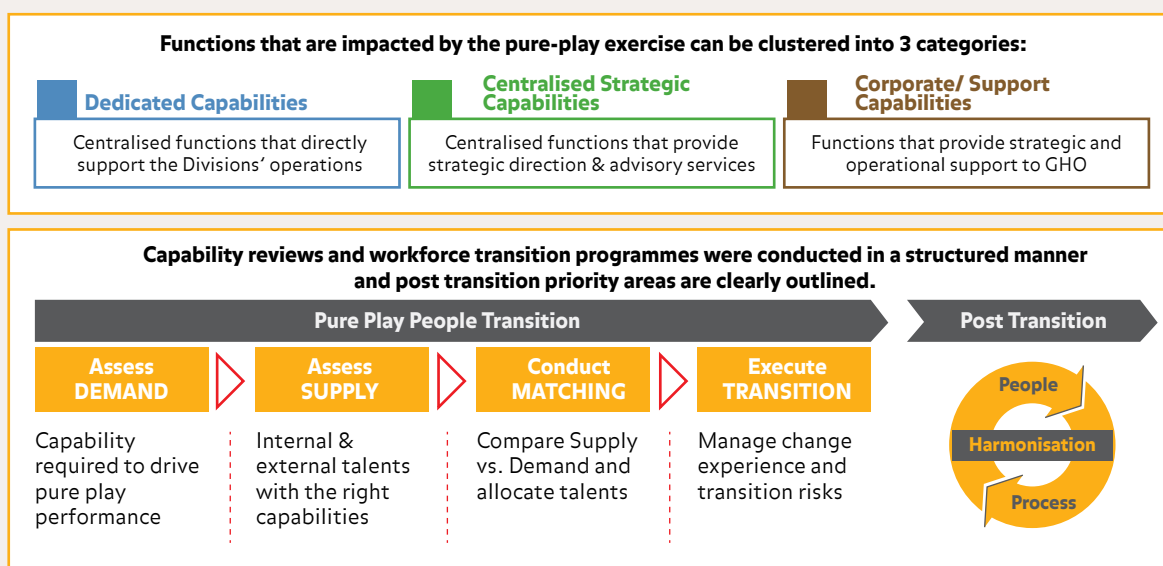 Functions that are impacted by the pure-play exercise can be clustered into 3 categories:
Dedicated Capabilities
Centralised functions that directly
support the Divisions' operations
Centralised Strategic
Capabilities
Centralised functions that provide
strategic direction & advisory services
Corporate/ Support
Capabilities
Functions that provide strategic and
operational support to GHO
Capability reviews and workforce transition programmes were conducted in a structured manner
and post transition priority areas are clearly outlined.
Pure Play People Transition
Post Transition
Assess
DEMAND
Capability
required to drive
pure play
performance
Assess
SUPPLY
Internal &
external talents
with the right
capabilities
Conduct
MATCHING
Compare Supply
vs. Demand and
allocate talents
Execute
TRANSITION
Manage change
experience and
transition risks
People
Harmonisation
Process